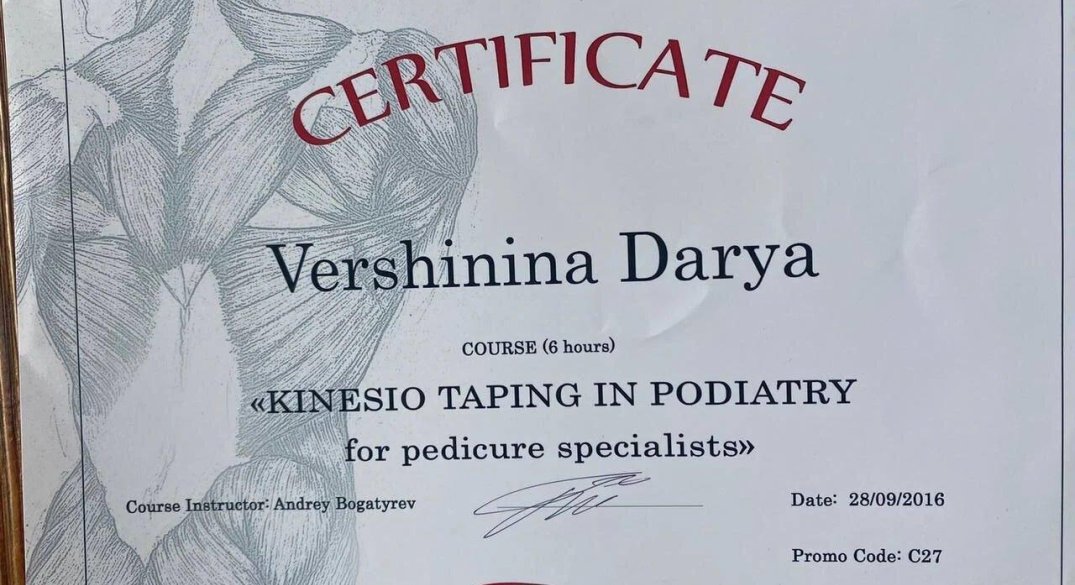 CERTIFICATE
Vershinina Darya
COURSE (6 hours)
«KINESIO TAPING IN PODIATRY
for pedicure specialists»
Course Instructor: Andrey Bogatyrev
Date: 28/09/2016
Promo Code: C27